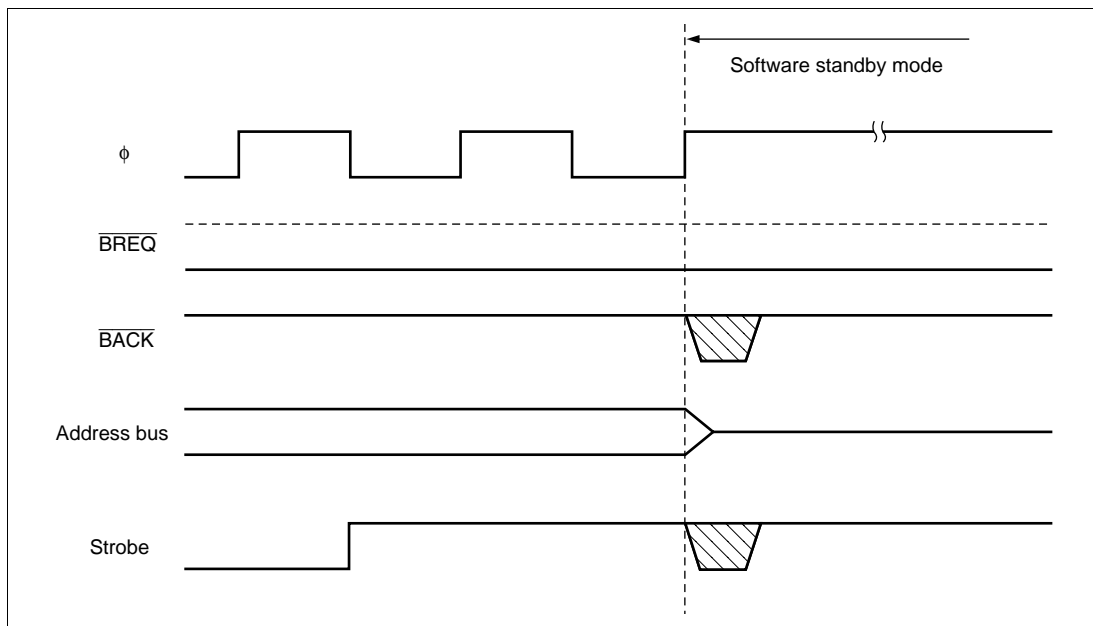 Software standby mode
ϕ
BREQ
BACK
Address bus
Strobe